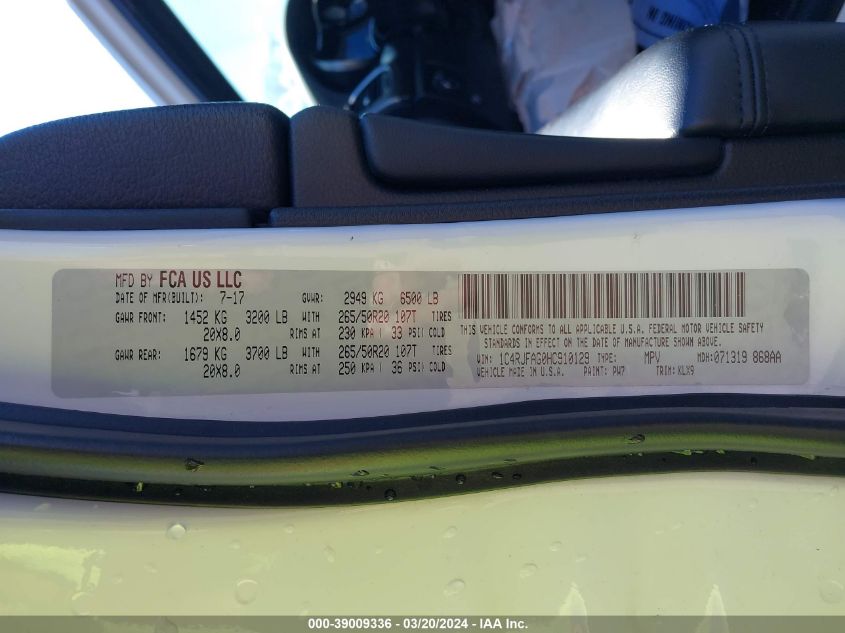 MFD BY FCA US LLC
DATE OF MFR(BUILT): 7-17 GVWR: 2949 KG 6500 LB
GAWR FRONT: 1452 KG 3200 LB WITH 265/50R20 107T TIRES
20X8.0 RIMS AT 230 KPA ( 33 PSI) COLD
GAWR REAR: 1679 KG 3700 LB WITH 265/50R20 107T TIRES
20X8.0 RIMS AT 250 KPA ( 36 PSI) COLD
THIS VEHICLE CONFORMS TO ALL APPLICABLE U.S.A. FEDERAL MOTOR VEHICLE SAFETY
STANDARDS IN EFFECT ON THE DATE OF MANUFACTURE SHOWN ABOVE.
VIN: 1C4RJFAG0HC910129 TYPE: MPV MDH: 071319 868AA
VEHICLE MADE IN U.S.A. PAINT: PW7 TRIM: KLX9
000-39009336 - 03/20/2024 - IAA Inc.